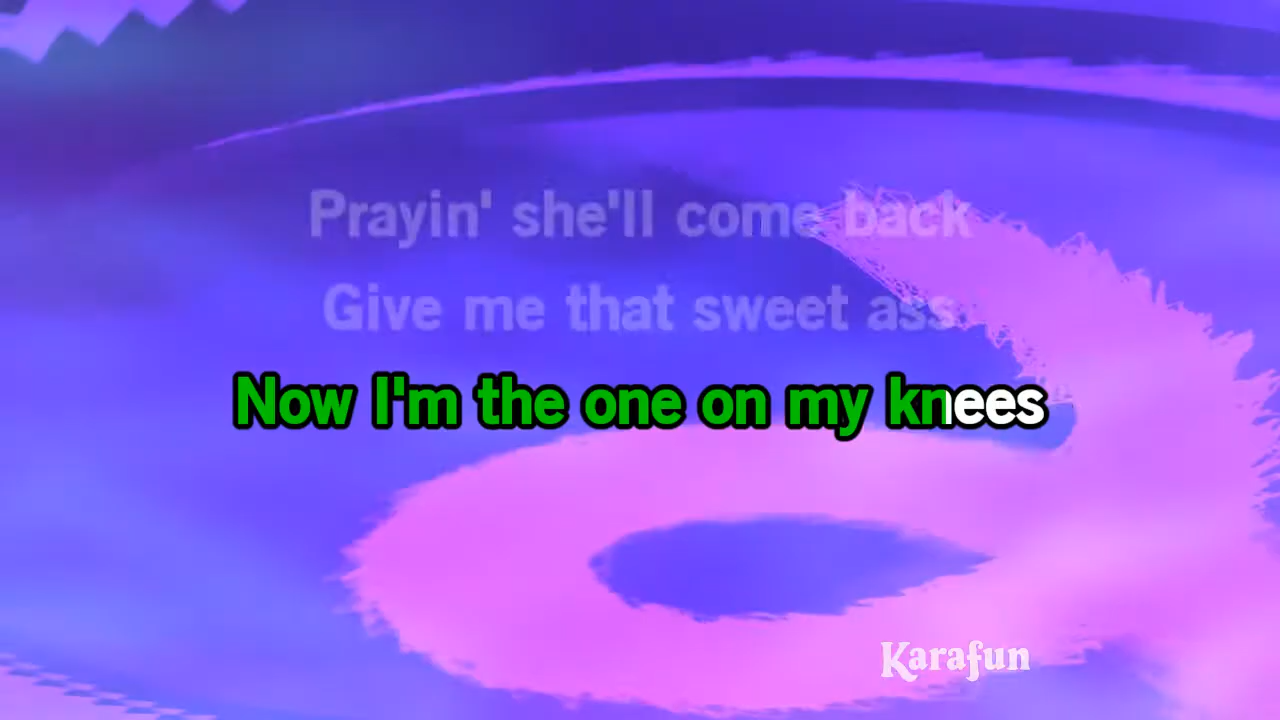 Prayin' she'll come back
Give me that sweet ass
Now I'm the one on my knees
Karafun